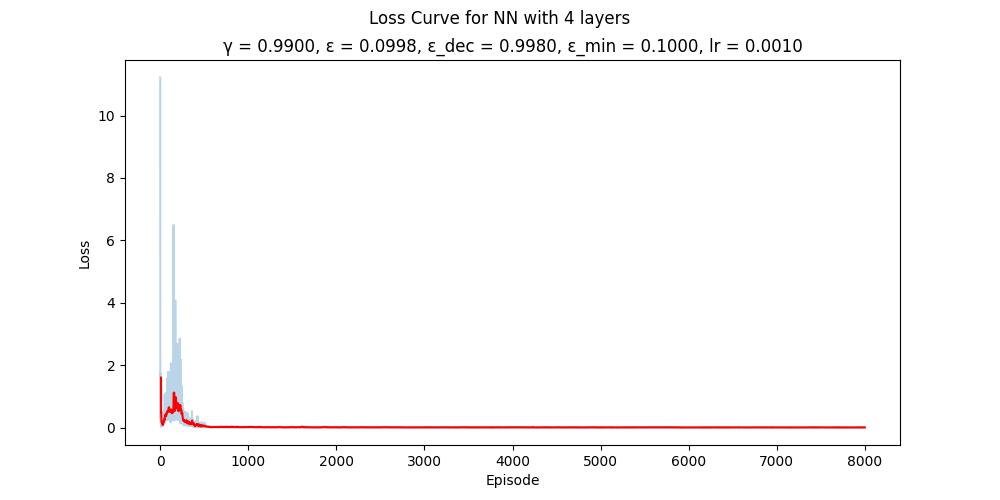 Loss Curve for NN with 4 layers
γ = 0.9900, ε = 0.0998, ε_dec = 0.9980, ε_min = 0.1000, lr = 0.0010
10
8
6
4
2
0
Loss
0 1000 2000 3000 4000 5000 6000 7000 8000
Episode